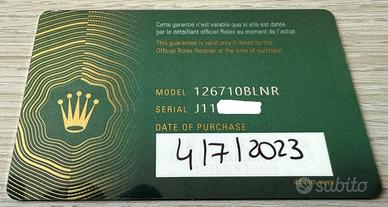 Cette garantie n'est valable que si elle est datée
par le détaillant officiel Rolex au moment de l'achat
This guarantee is valid only if dated by the
Official Rolex Retailer at the time of purchase
MODEL 126710BLNR
SERIAL J11
DATE OF PURCHASE
4/7/2023
subito